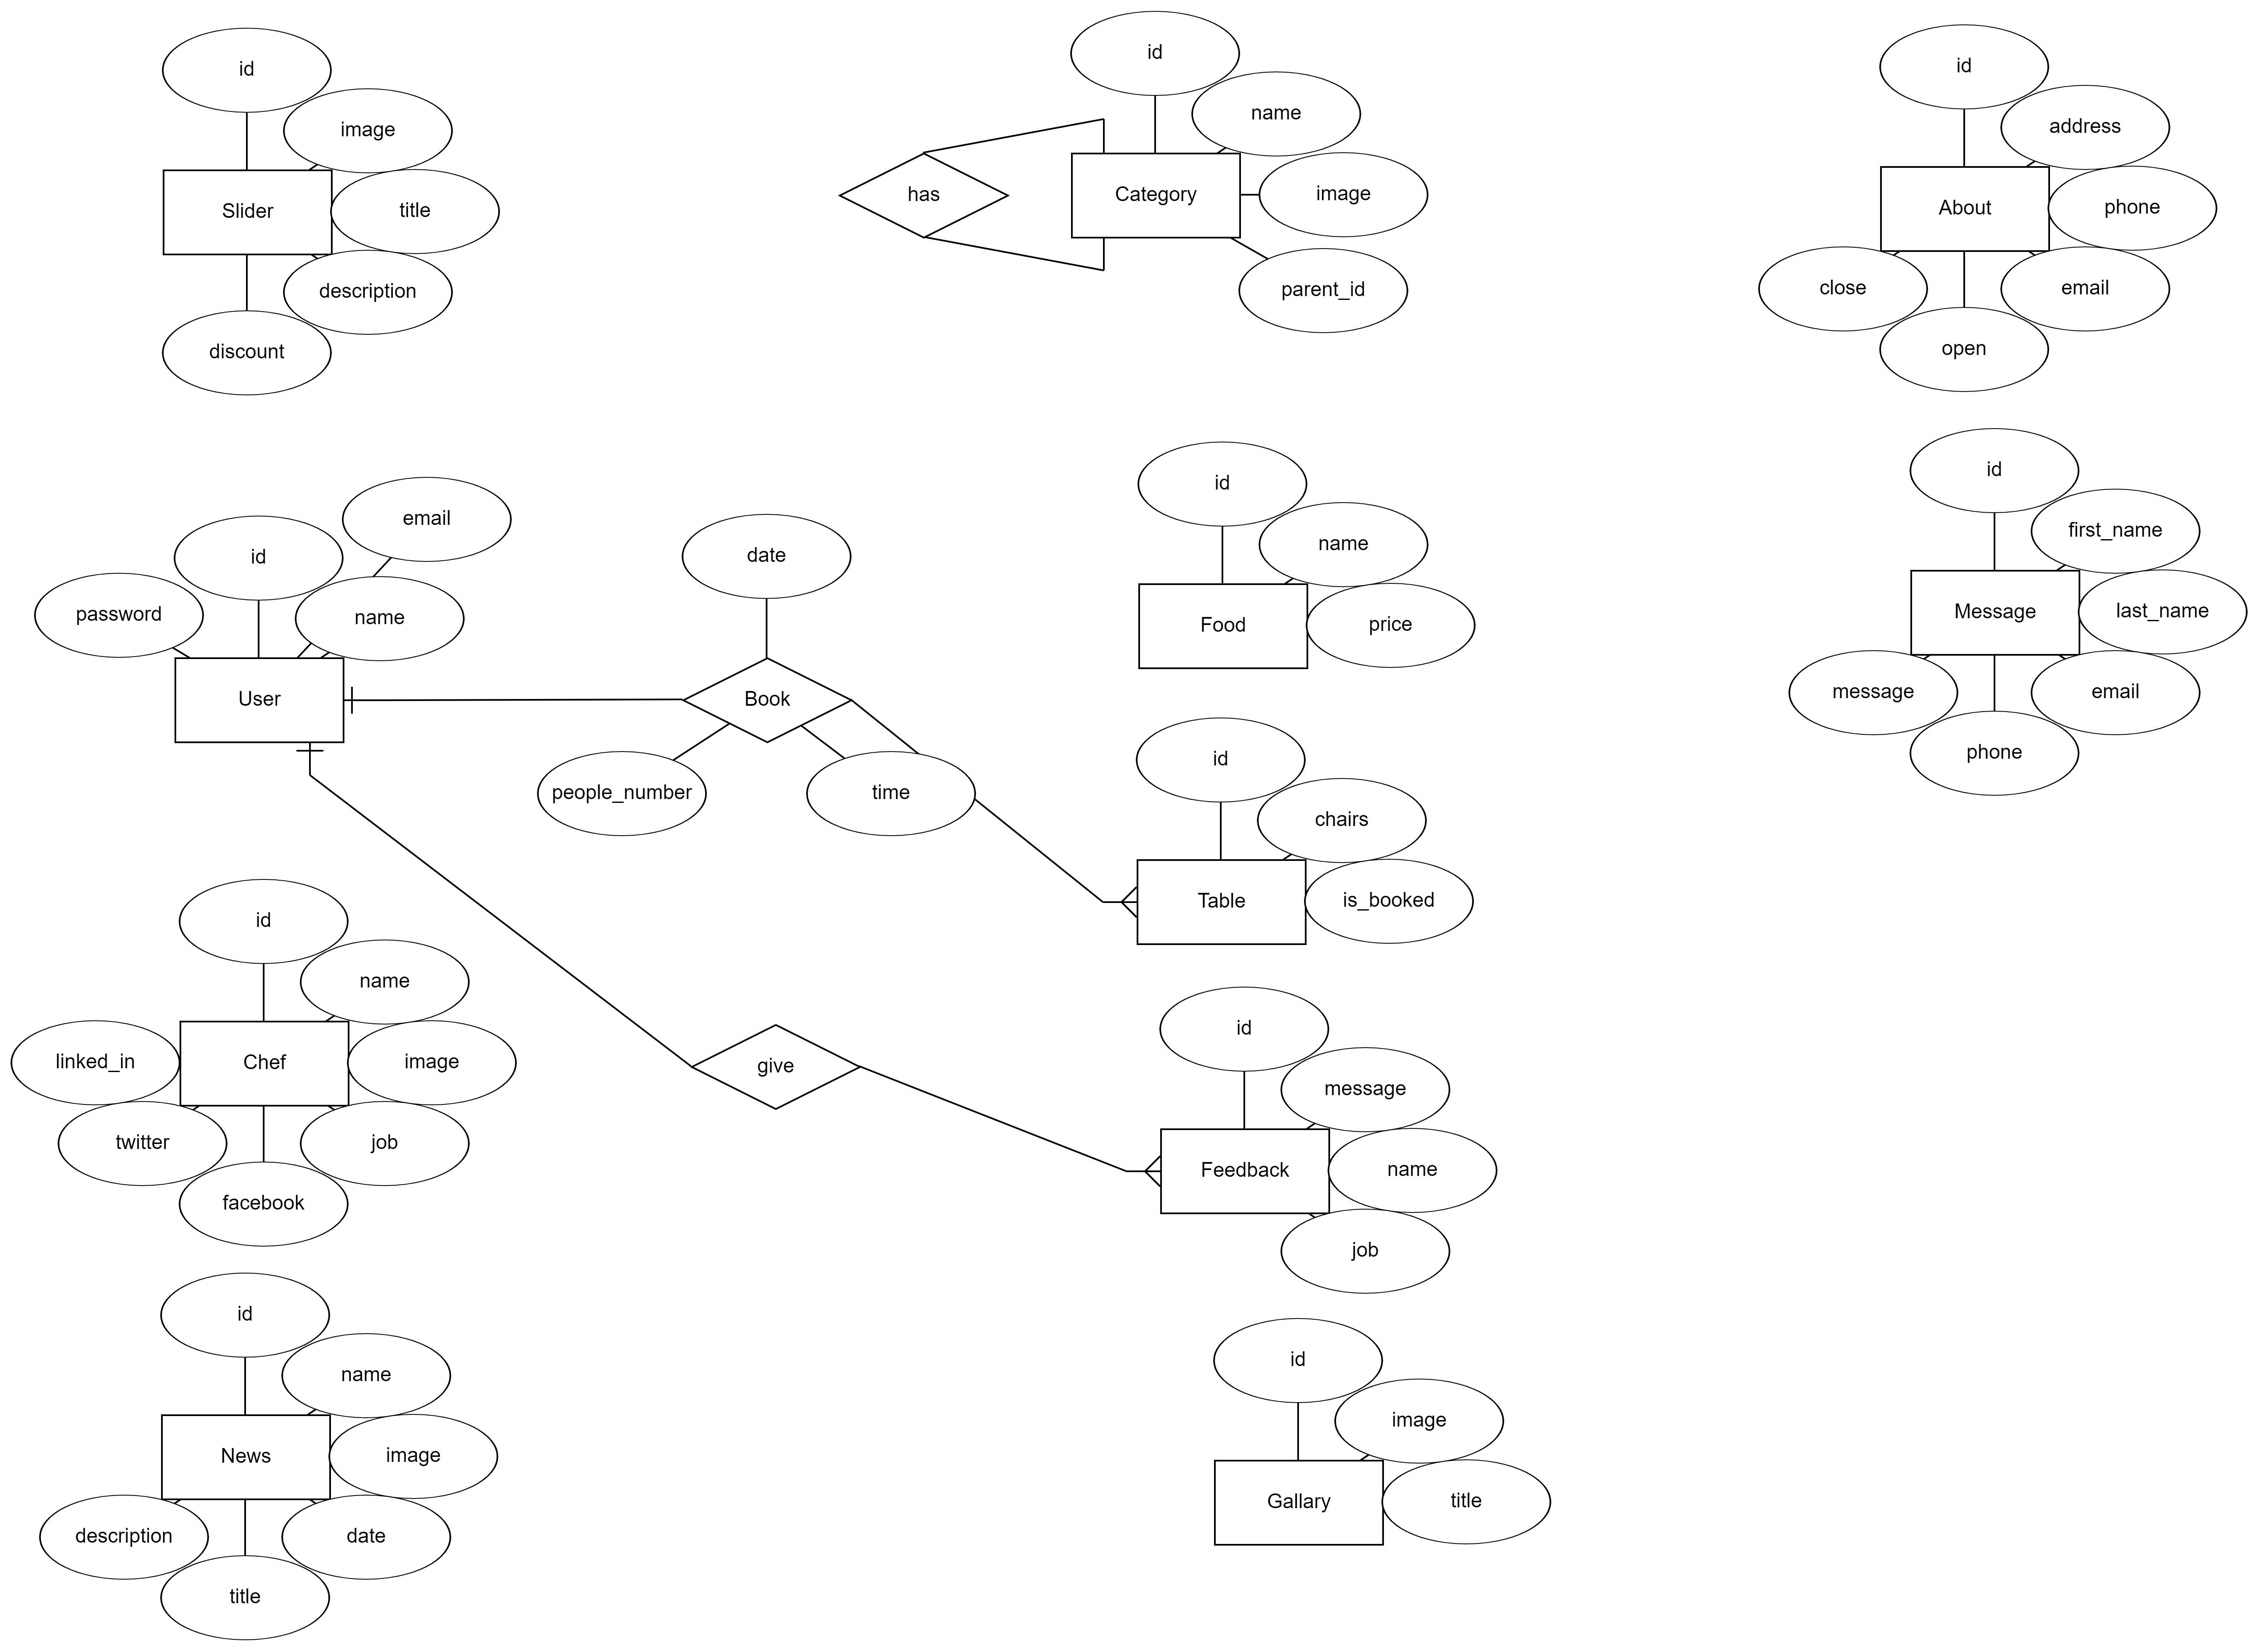 id
image
Slider
title
description
discount
id
name
has
Category
image
parent_id
id
address
About
phone
close
email
open
email
id
password
name
User
date
Book
people_number
time
id
name
Food
price
id
first_name
Message
last_name
message
email
phone
id
chairs
Table
is_booked
id
name
linked_in
Chef
image
twitter
job
facebook
give
id
message
Feedback
name
job
id
name
News
image
description
date
title
id
image
Gallary
title